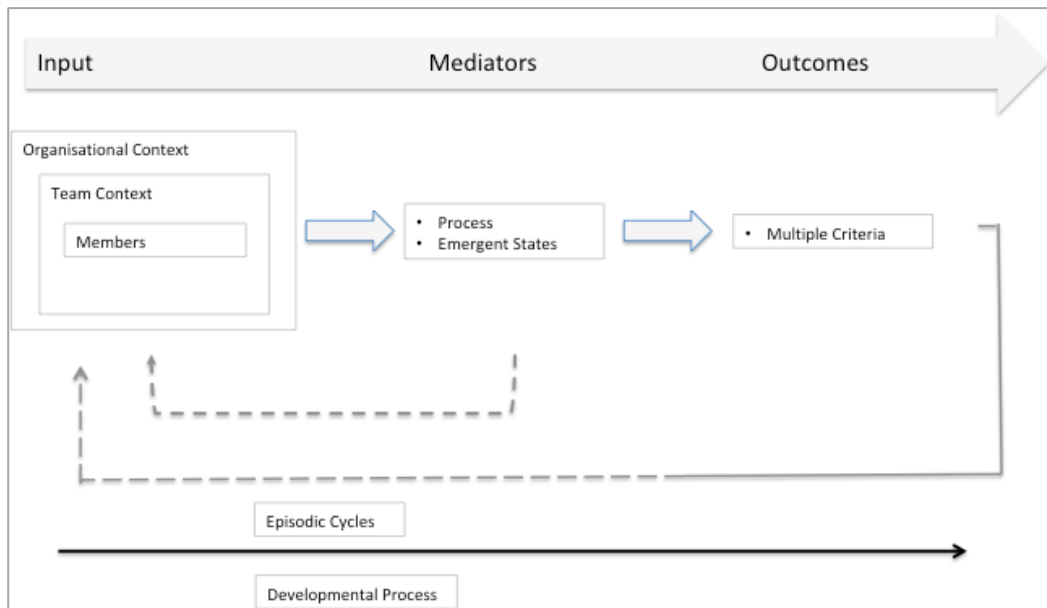 Input Mediators Outcomes
Organisational Context
Team Context
Members
• Process
• Emergent States
• Multiple Criteria
Episodic Cycles
Developmental Process